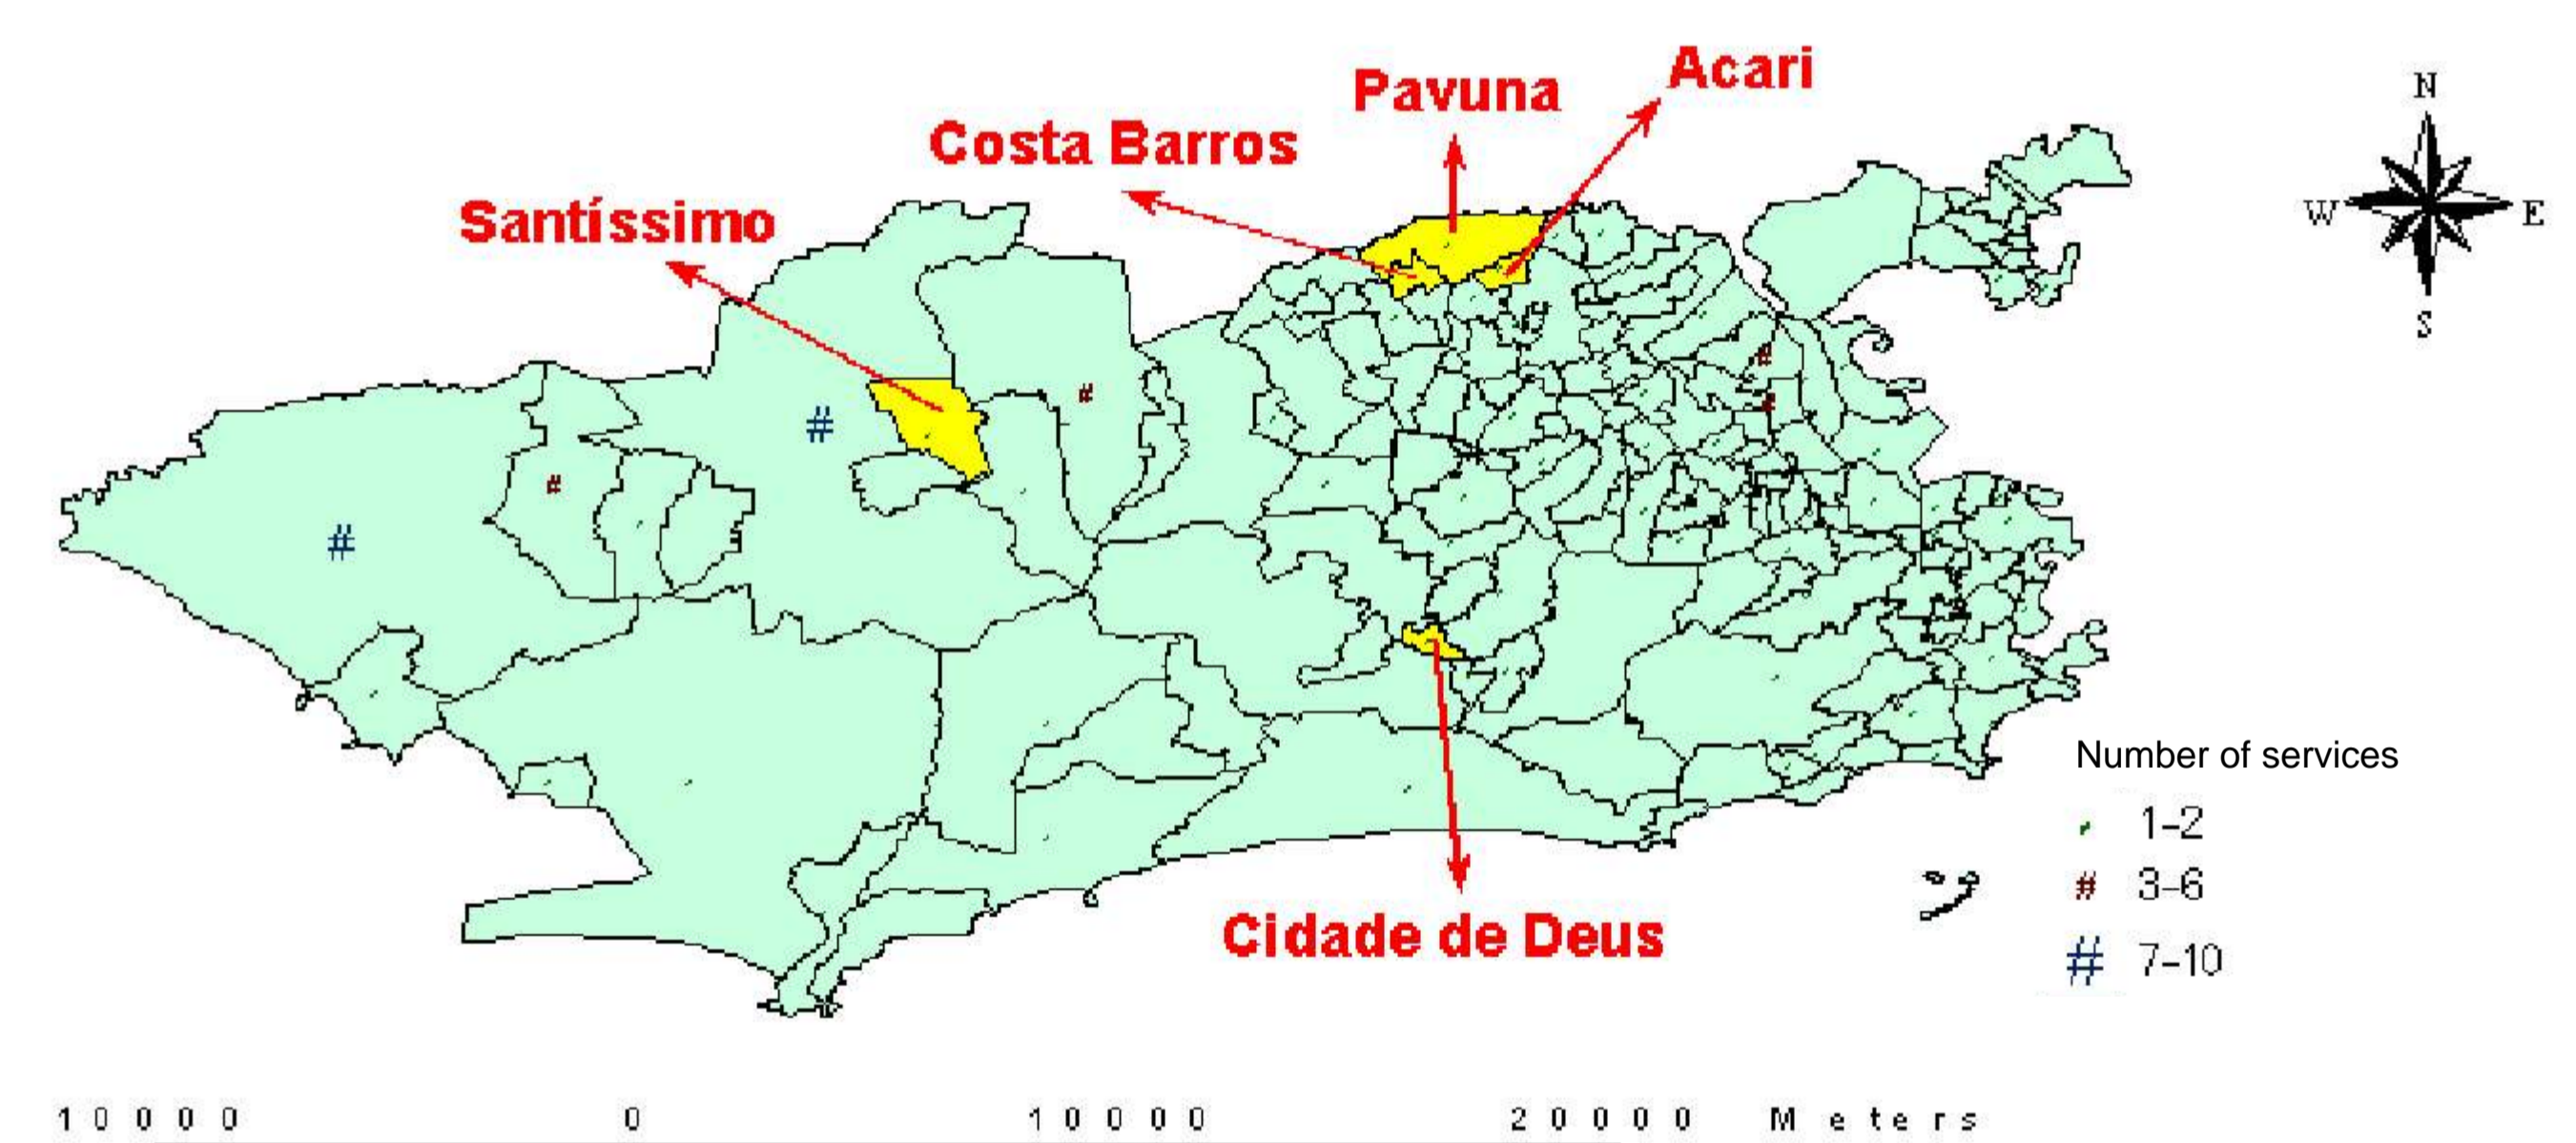 Acari
Pavuna
Costa Barros
Santíssimo
N
W E
S
Cidade de Deus
Number of services
1-2
# 3-6
# 7-10
10000 0 10000 20000 Meters